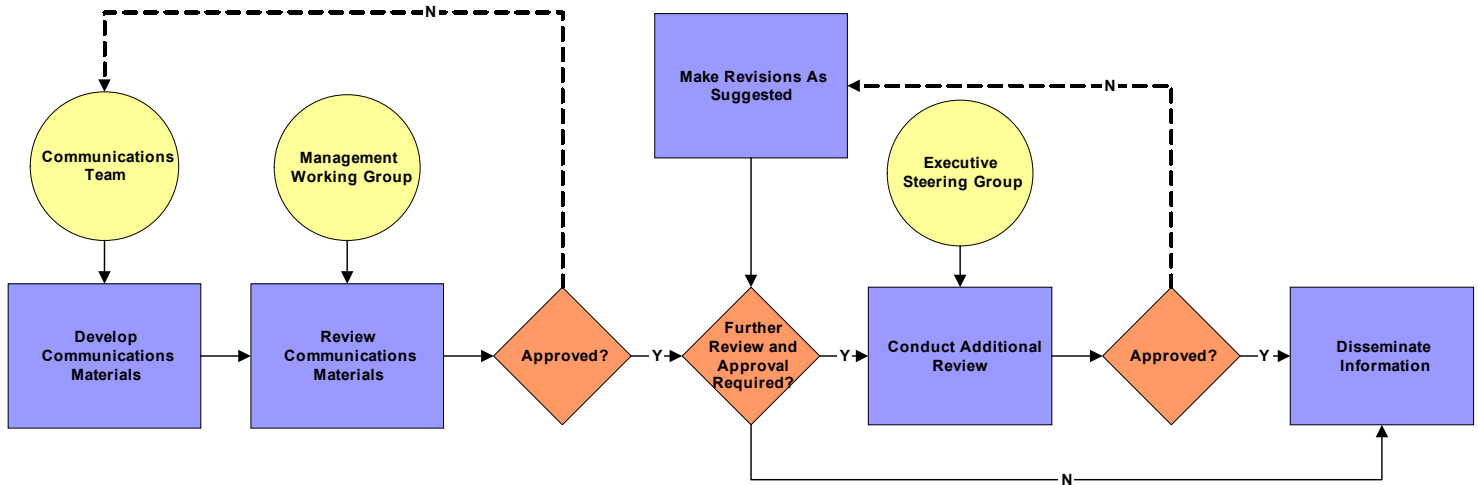 N
Make Revisions As
Suggested
N
Communications
Team
Management
Working Group
Executive
Steering Group
Develop
Communications
Materials
Review
Communications
Materials
Approved?
Y
Further
Review and
Approval
Required?
Y
Conduct Additional
Review
Approved?
Y
Disseminate
Information
N